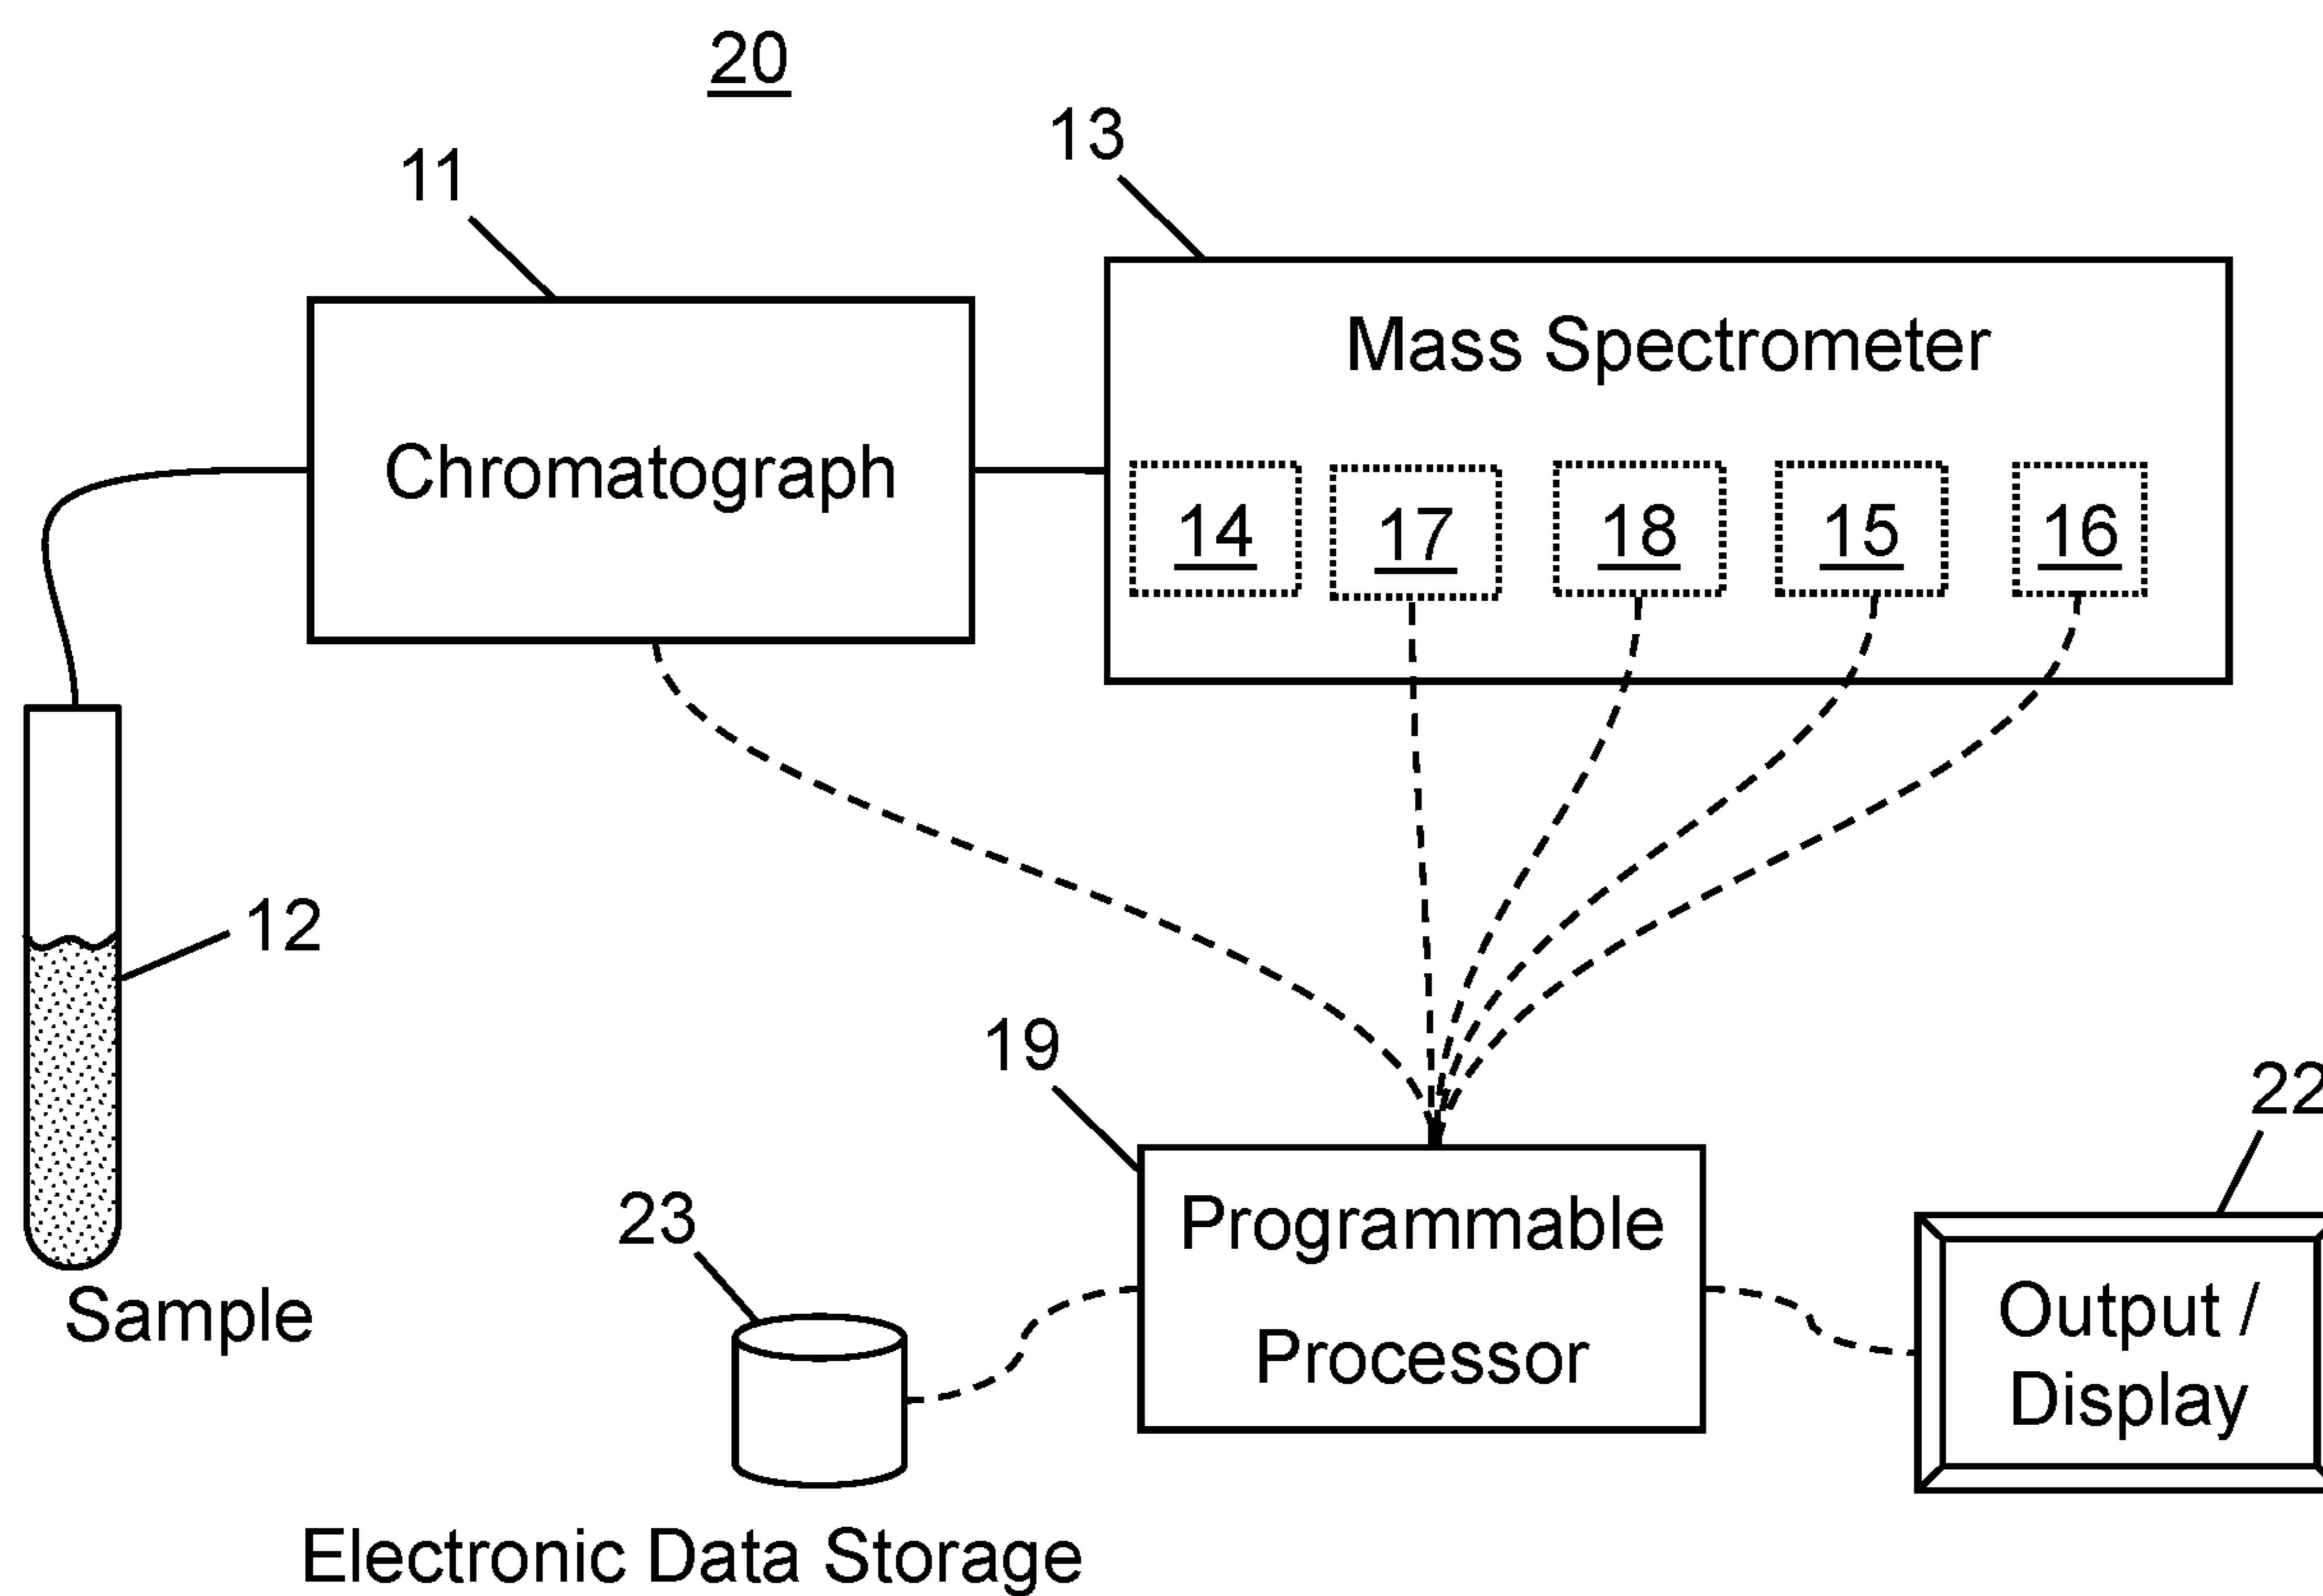 20
13
11
Mass Spectrometer
Chromatograph
14 17 18 15 16
12
19
22
23
Programmable
Processor
Sample
Output /
Display
Electronic Data Storage